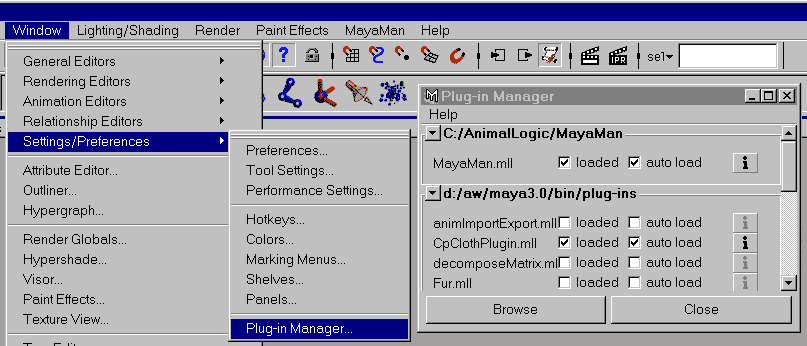 Window Lighting/Shading Render Paint Effects MayaMan Help
IPR sel
General Editors
Rendering Editors
Animation Editors
Relationship Editors
Settings/Preferences
Attribute Editor...
Outliner...
Hypergraph...
Render Globals...
Hypershade...
Visor...
Paint Effects...
Texture View...
Preferences...
Tool Settings...
Performance Settings...
Hotkeys...
Colors...
Marking Menus...
Shelves...
Panels...
Plug-in Manager...
Plug-in Manager
Help
C:/AnimalLogic/MayaMan
MayaMan.mll loaded auto load i
d:/aw/maya3.0/bin/plug-ins
animImportExport.mll loaded auto load i
CpClothPlugin.mll loaded auto load i
decomposeMatrix.mll loaded auto load i
Fur.mll loaded auto load i
Browse Close